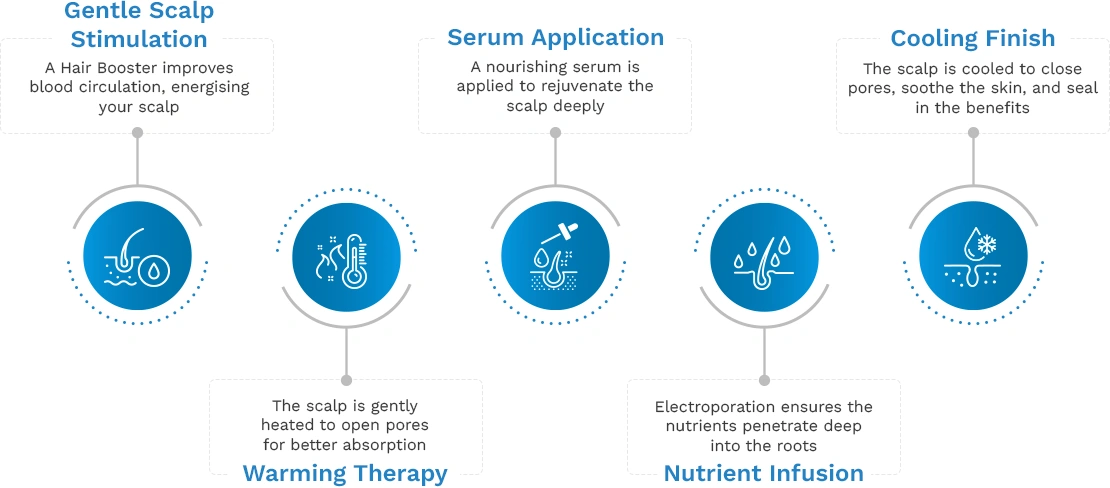 Gentle Scalp
Stimulation
A Hair Booster improves
blood circulation, energising
your scalp
The scalp is gently
heated to open pores
for better absorption
Warming Therapy
Serum Application
A nourishing serum is
applied to rejuvenate the
scalp deeply
Electroporation ensures the
nutrients penetrate deep
into the roots
Nutrient Infusion
Cooling Finish
The scalp is cooled to close
pores, soothe the skin, and seal
in the benefits